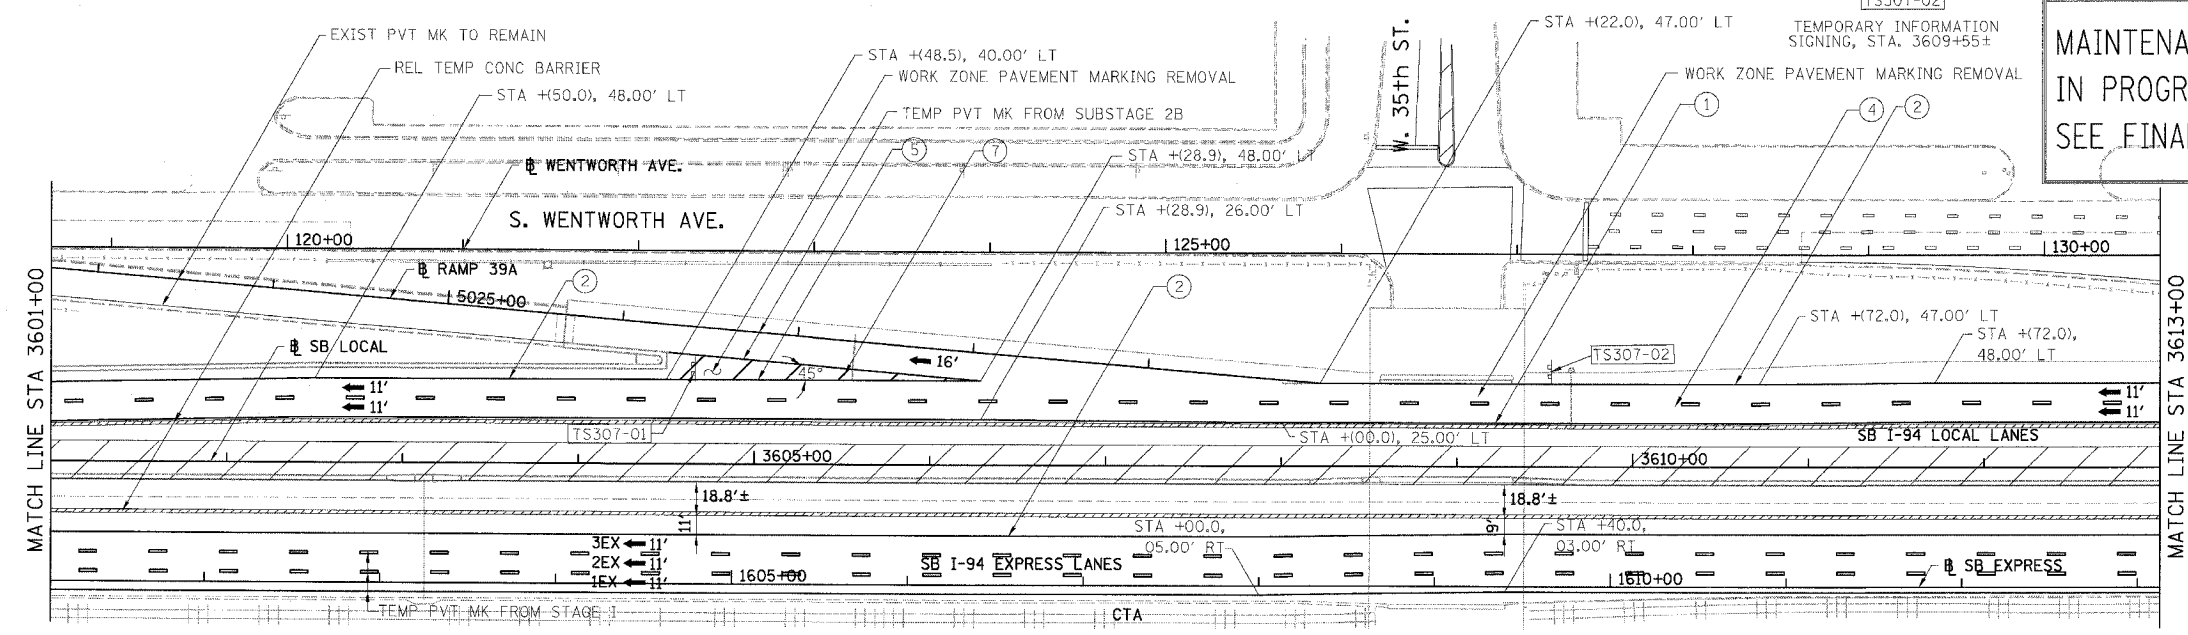 TS307-02
TEMPORARY INFORMATION
SIGNING, STA. 3609+55±
MAINTENA
IN PROGR
SEE FINAL
EXIST PVT MK TO REMAIN
REL TEMP CONC BARRIER
STA +(50.0), 48.00' LT
STA +(48.5), 40.00' LT
WORK ZONE PAVEMENT MARKING REMOVAL
TEMP PVT MK FROM SUBSTAGE 2B
5
7
STA +(28.9), 48.00' LT
STA +(28.9), 26.00' LT
W. 35th ST.
STA +(22.0), 47.00' LT
WORK ZONE PAVEMENT MARKING REMOVAL
1
4
2
℄ WENTWORTH AVE.
S. WENTWORTH AVE.
120+00
125+00
130+00
℄ RAMP 39A
5025+00
2
2
STA +(72.0), 47.00' LT
STA +(72.0),
48.00' LT
MATCH LINE STA 3601+00
MATCH LINE STA 3613+00
℄ SB LOCAL
16'
45°
TS307-02
11'
11'
11'
11'
TS307-01
STA +(00.0), 25.00' LT
SB I-94 LOCAL LANES
3605+00
3610+00
18.8'±
18.8'±
11'
9'
STA +00.0,
05.00' RT
STA +40.0,
03.00' RT
3EX 11'
2EX 11'
1EX 11'
SB I-94 EXPRESS LANES
1605+00
1610+00
℄ SB EXPRESS
TEMP PVT MK FROM STAGE I
CTA